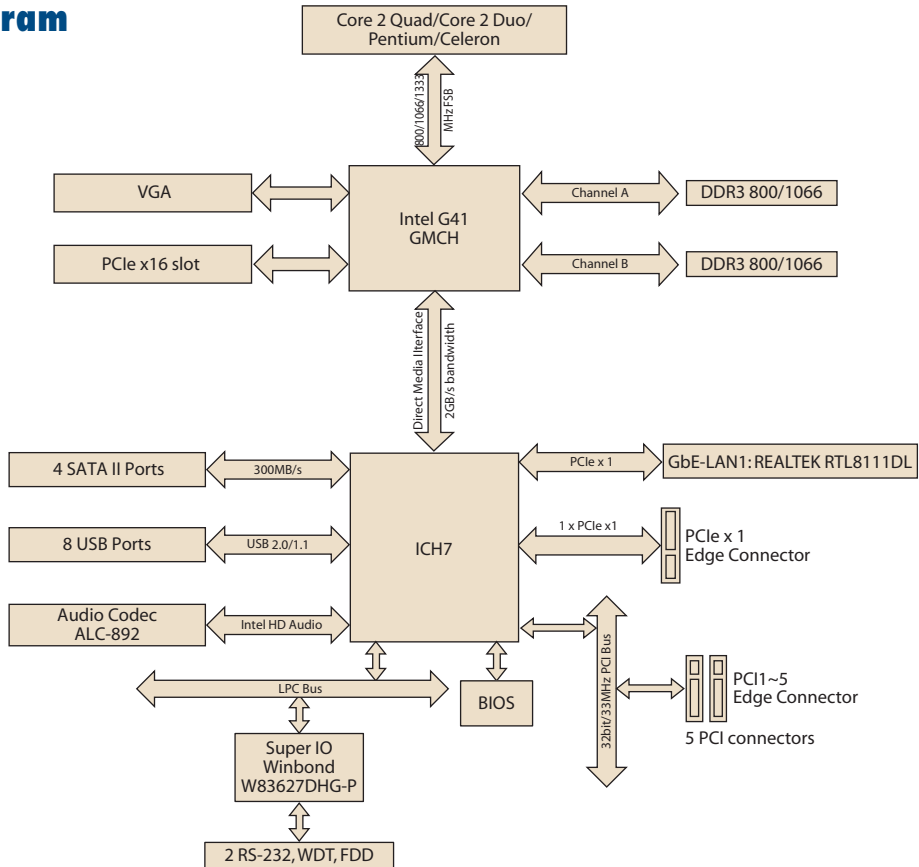 ram
Core 2 Quad/Core 2 Duo/
Pentium/Celeron
800/1066/1333
MHz FSB
VGA
PCIe x16 slot
Intel G41
GMCH
Channel A
DDR3 800/1066
Channel B
DDR3 800/1066
Direct Media IIterface
2GB/s bandwidth
4 SATA II Ports
300MB/s
8 USB Ports
USB 2.0/1.1
Audio Codec
ALC-892
Intel HD Audio
ICH7
PCIe x 1
GbE-LAN1: REALTEK RTL8111DL
1 x PCIe x1
PCIe x 1
Edge Connector
32bit/33MHz PCI Bus
PCI1~5
Edge Connector
5 PCI connectors
LPC Bus
BIOS
Super IO
Winbond
W83627DHG-P
2 RS-232, WDT, FDD